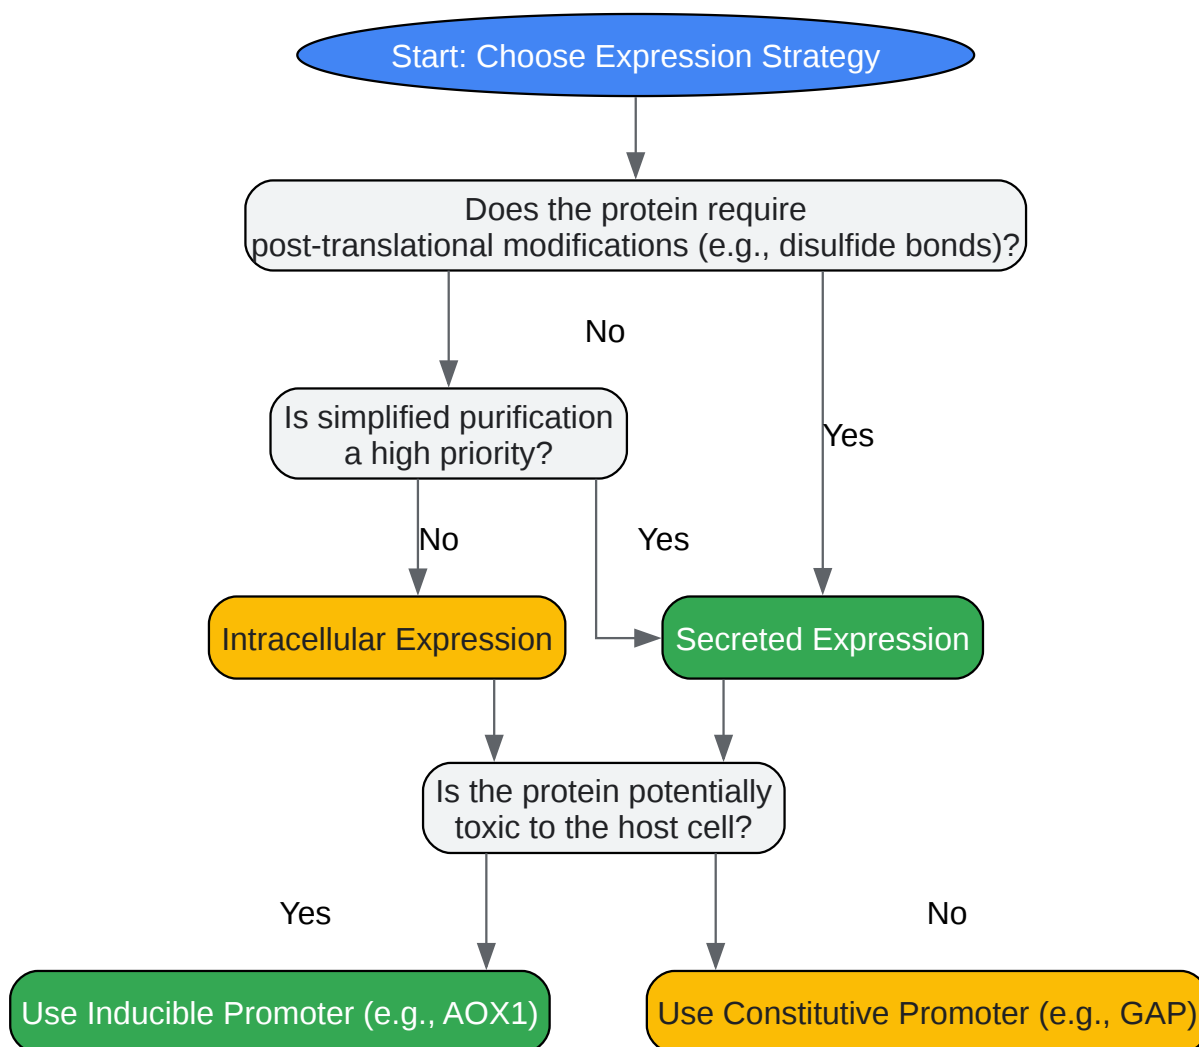 Start: Choose Expression Strategy
Does the protein require
post-translational modifications (e.g., disulfide bonds)?
No
Is simplified purification
a high priority?
Yes
No
Yes
Intracellular Expression
Secreted Expression
Is the protein potentially
toxic to the host cell?
Yes
No
Use Inducible Promoter (e.g., AOX1)
Use Constitutive Promoter (e.g., GAP)